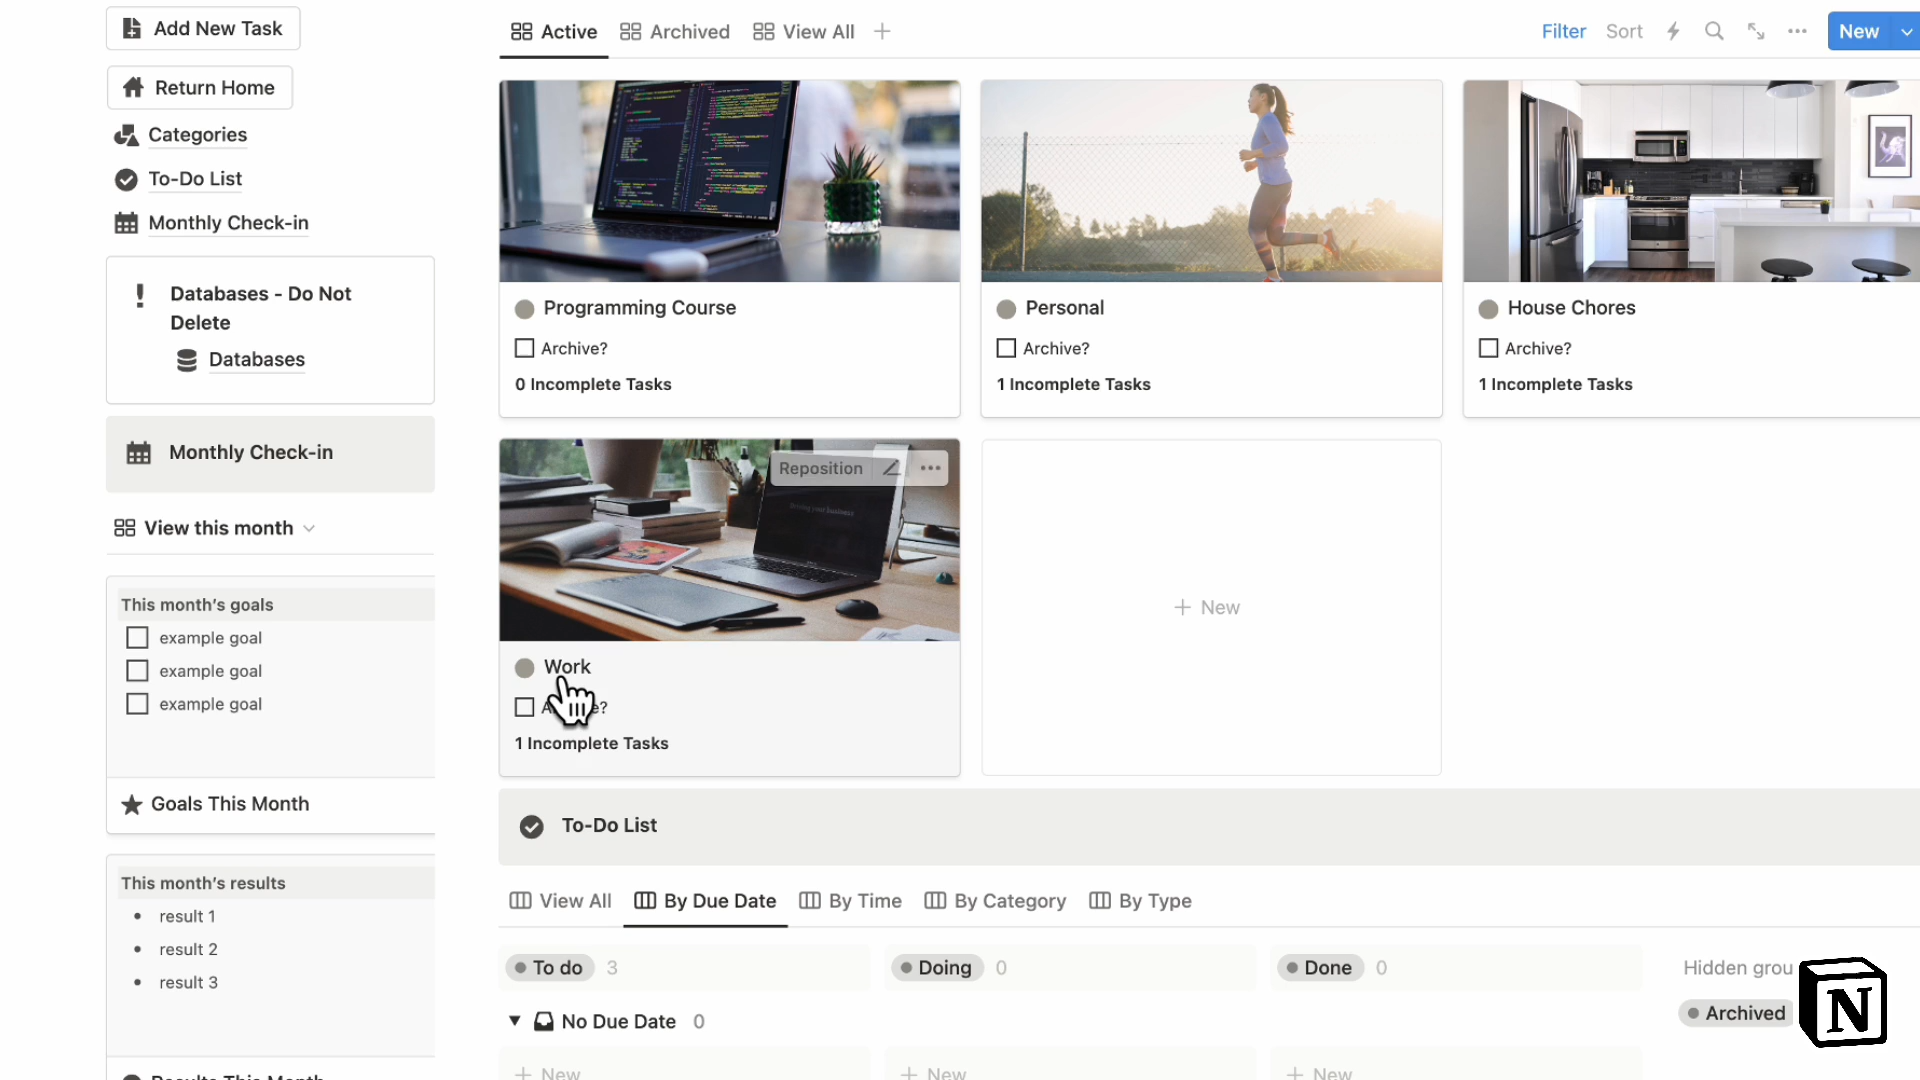 Add New Task
Return Home
Categories
To-Do List
Monthly Check-in
Databases - Do Not
Delete
Databases
Monthly Check-in
View this month
This month's goals
example goal
example goal
example goal
Goals This Month
This month's results
result 1
result 2
result 3
Results This Month
Active
Archived
View All
Filter
Sort
New
Programming Course
Archive?
0 Incomplete Tasks
Personal
Archive?
1 Incomplete Tasks
House Chores
Archive?
1 Incomplete Tasks
Reposition
Work
1 Incomplete Tasks
New
To-Do List
View All
By Due Date
By Time
By Category
By Type
To do 3
Doing 0
Done 0
Hidden grou
Archived
No Due Date 0
New
New
New
N